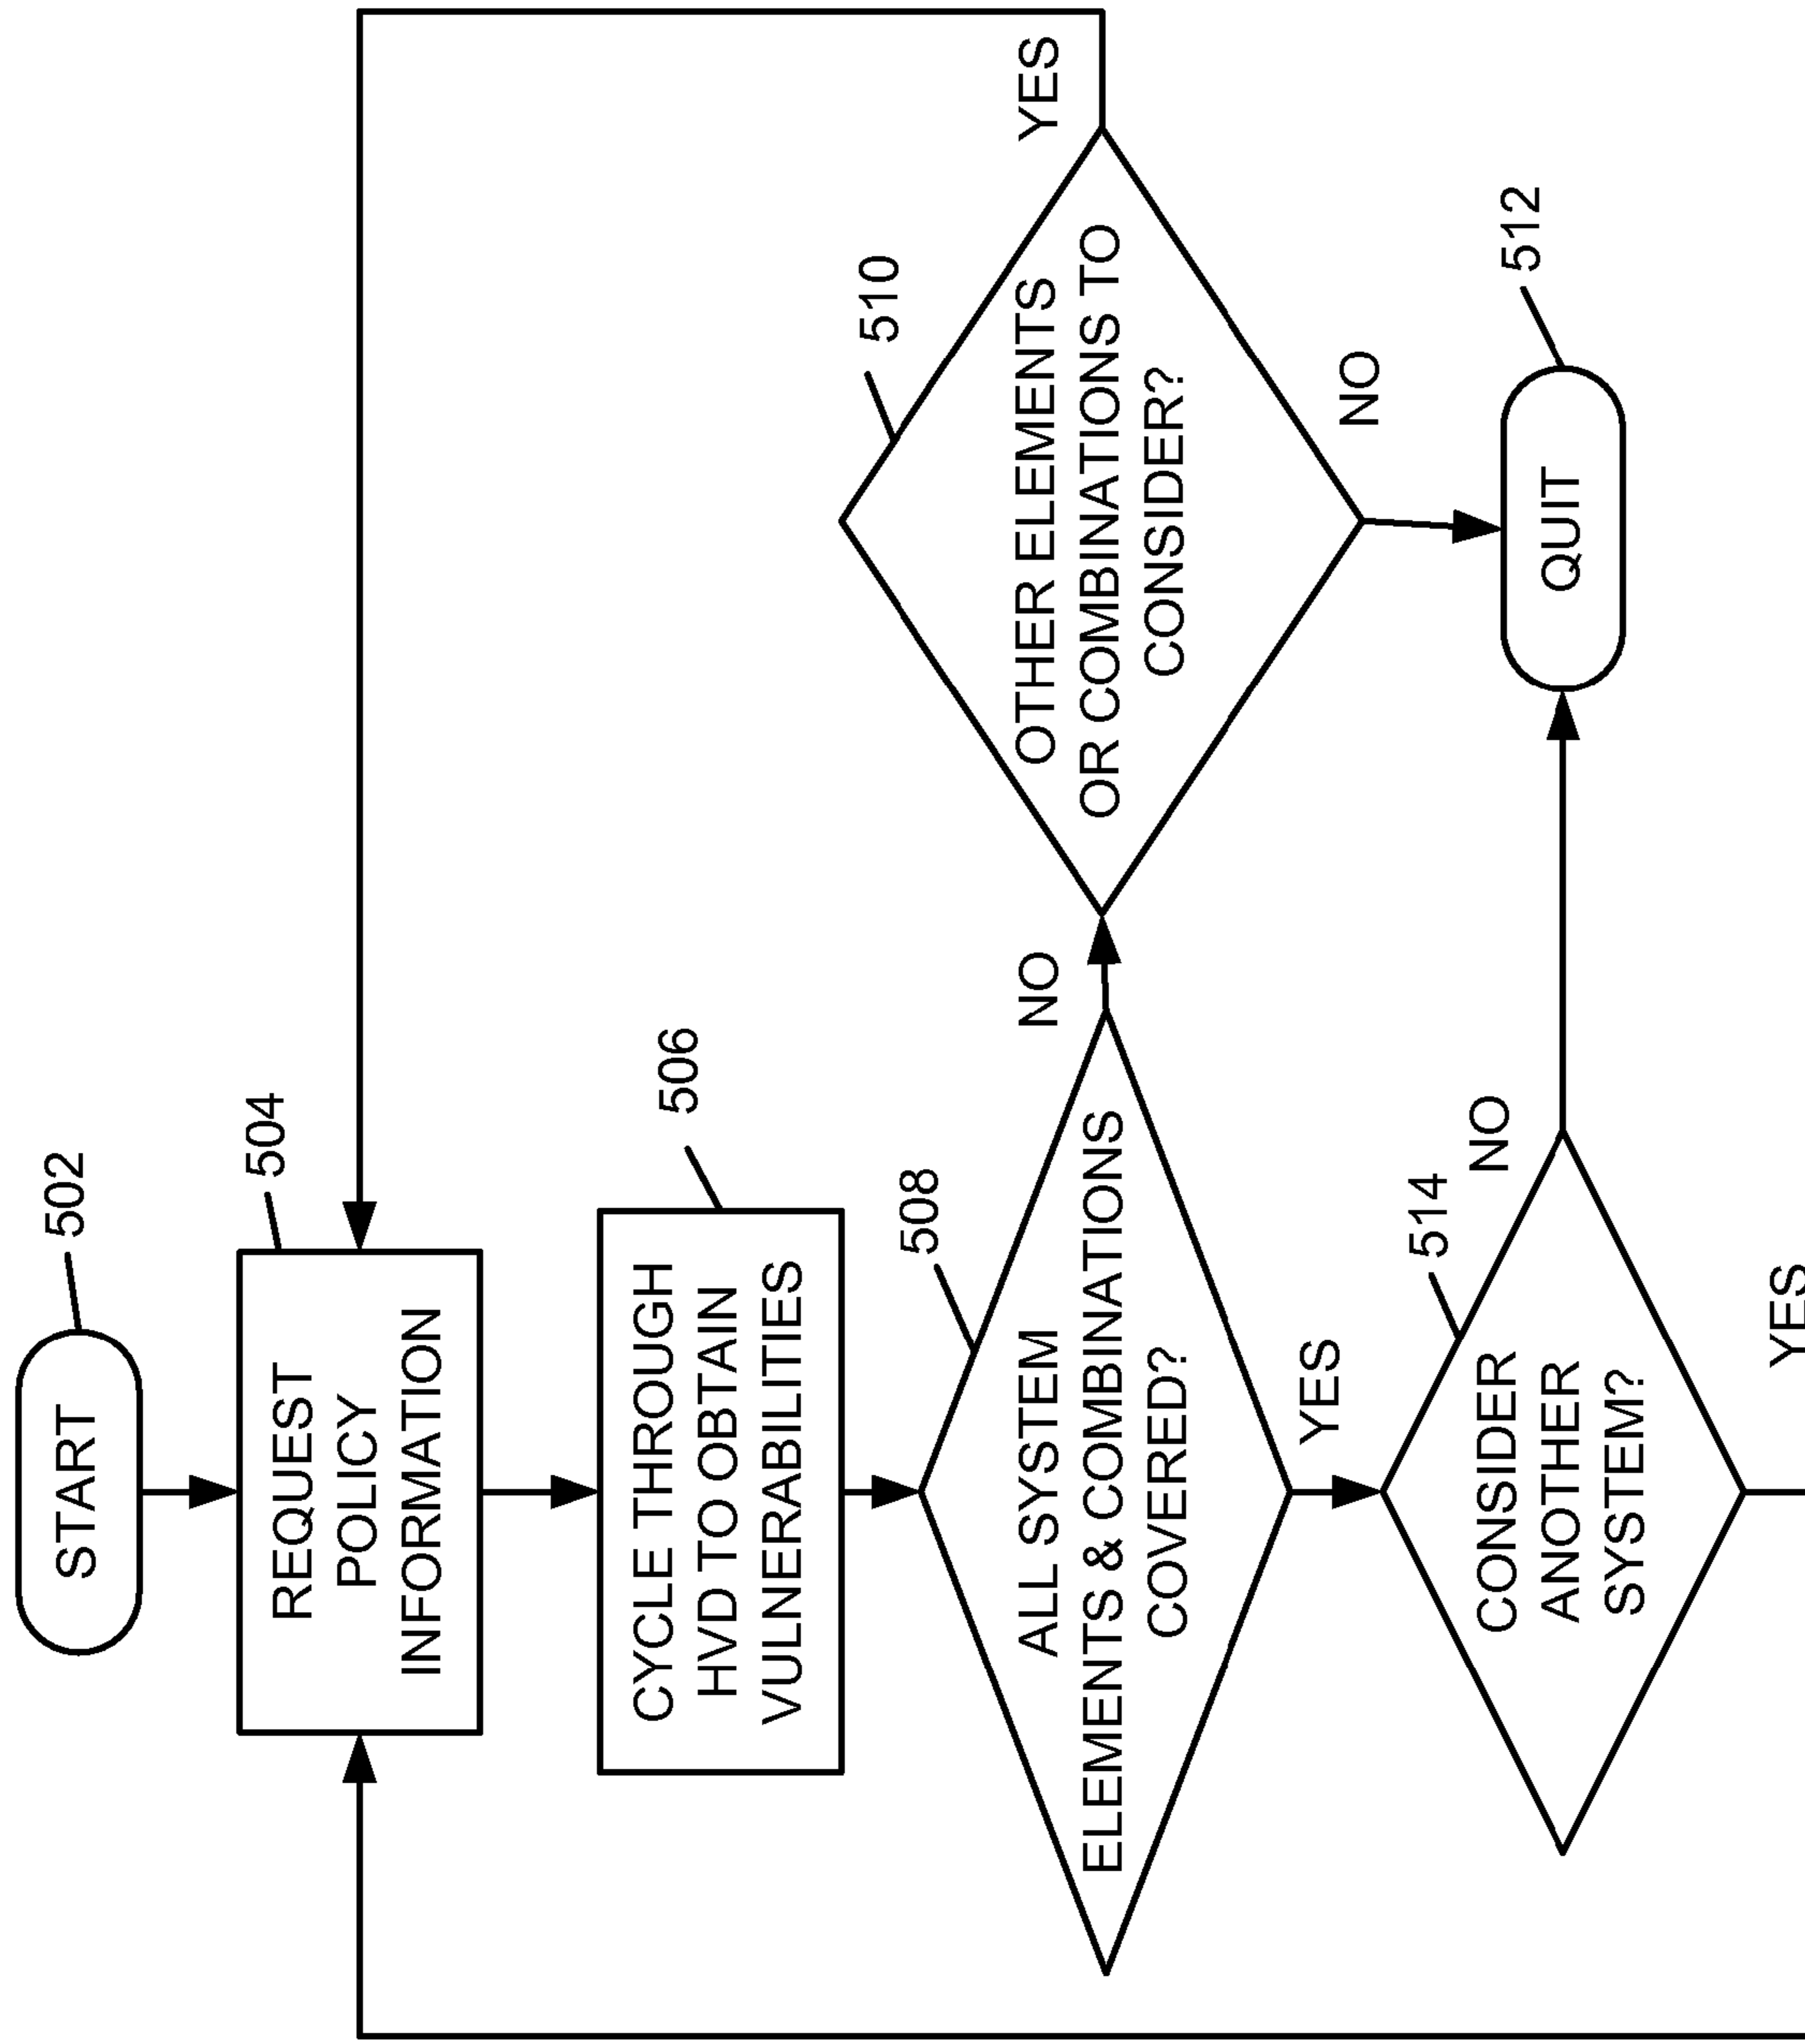 START
502
REQUEST
POLICY
INFORMATION
504
CYCLE THROUGH
HVD TO OBTAIN
VULNERABILITIES
506
ALL SYSTEM
ELEMENTS & COMBINATIONS
COVERED?
508
NO
YES
OTHER ELEMENTS
OR COMBINATIONS TO
CONSIDER?
510
YES
NO
CONSIDER
ANOTHER
SYSTEM?
514
NO
YES
QUIT
512